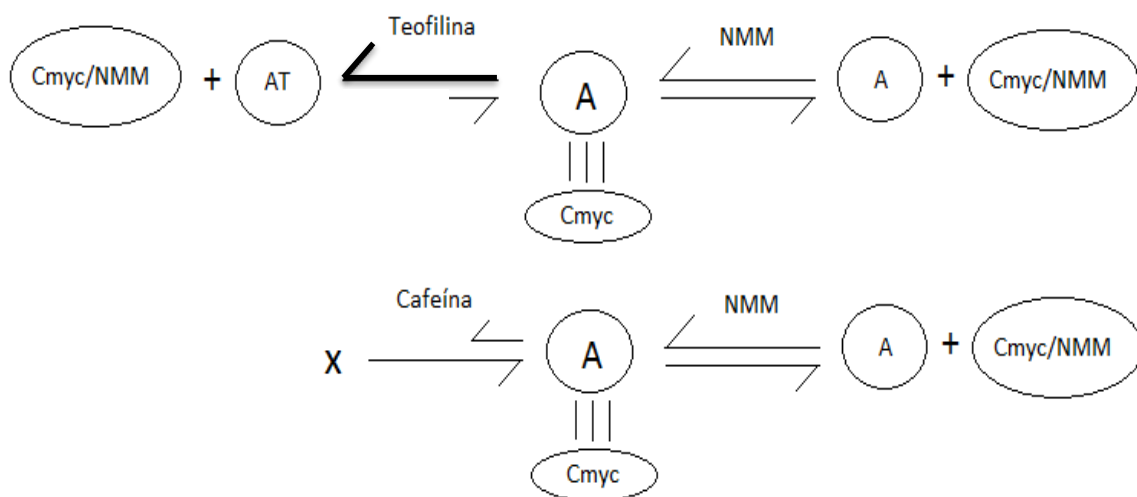 Teofilina NMM
Cmyc/NMM + AT A A + Cmyc/NMM
Cmyc
Cafeína NMM
X A A + Cmyc/NMM
Cmyc